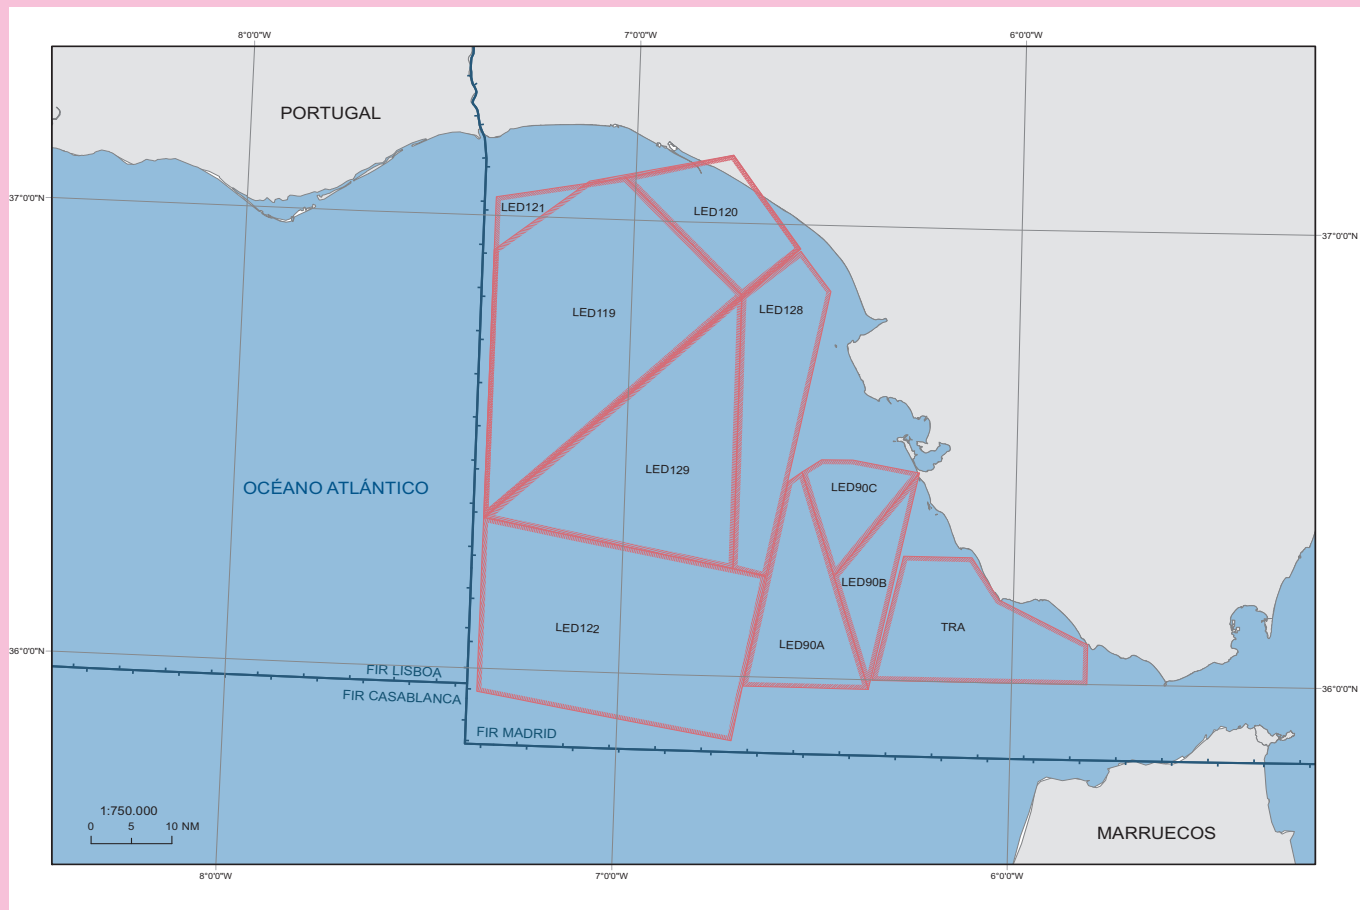 8°0'0"W
7°0'0"W
6°0'0"W
PORTUGAL
37°0'0"N
LED121
LED120
37°0'0"N
LED119
LED128
LED129
OCÉANO ATLÁNTICO
LED90C
LED90B
LED122
TRA
LED90A
36°0'0"N
FIR LISBOA
FIR CASABLANCA
36°0'0"N
FIR MADRID
1:750.000
0 5 10 NM
MARRUECOS
8°0'0"W
7°0'0"W
6°0'0"W